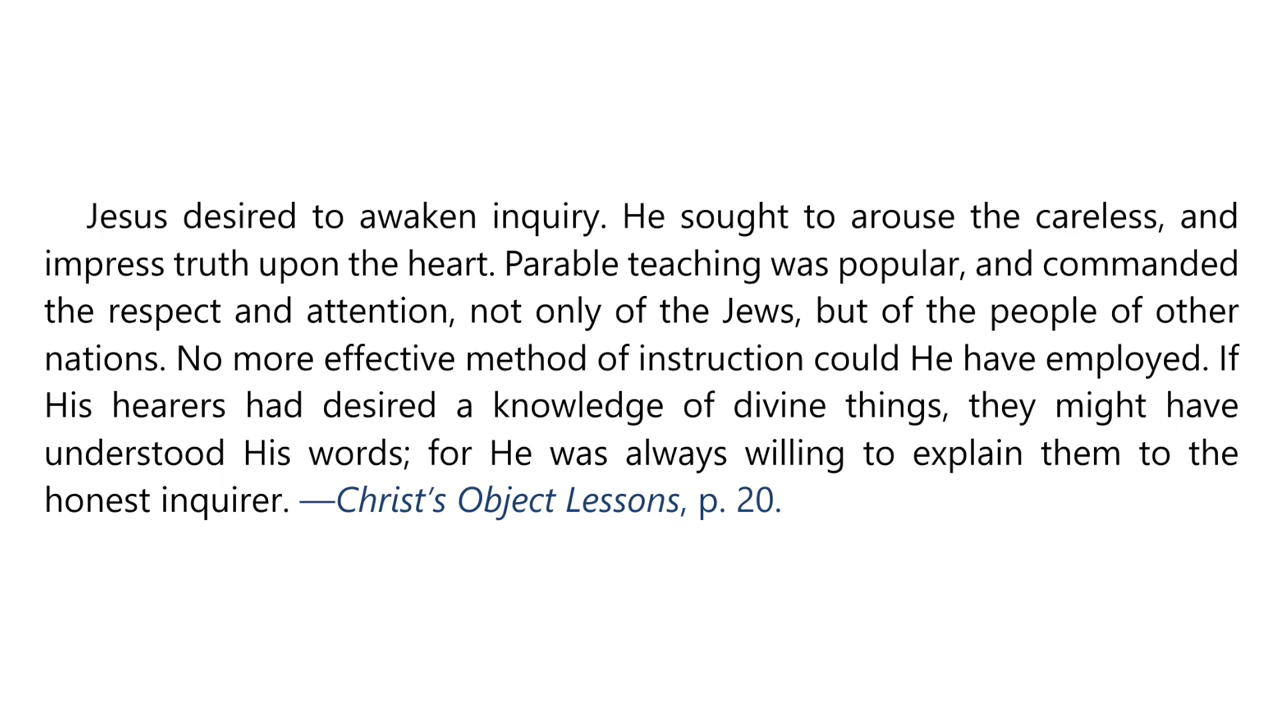 Jesus desired to awaken inquiry. He sought to arouse the careless, and
impress truth upon the heart. Parable teaching was popular, and commanded
the respect and attention, not only of the Jews, but of the people of other
nations. No more effective method of instruction could He have employed. If
His hearers had desired a knowledge of divine things, they might have
understood His words; for He was always willing to explain them to the
honest inquirer. —Christ’s Object Lessons, p. 20.